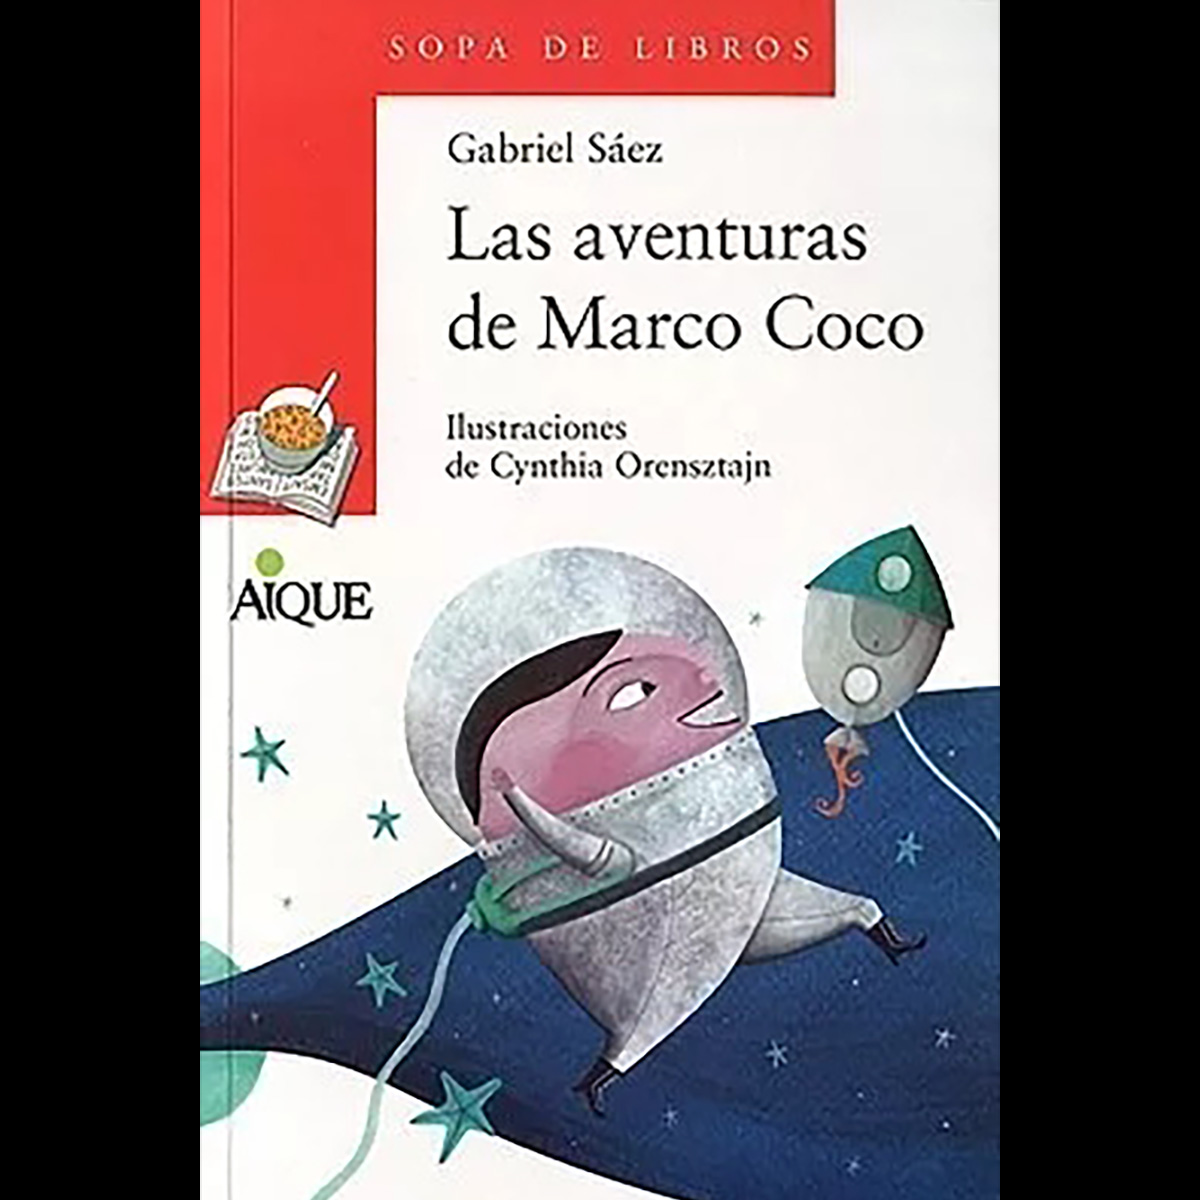 SOPA DE LIBROS
Gabriel Sáez
Las aventuras
de Marco Coco
Ilustraciones
de Cynthia Orensztajn
AIQUE